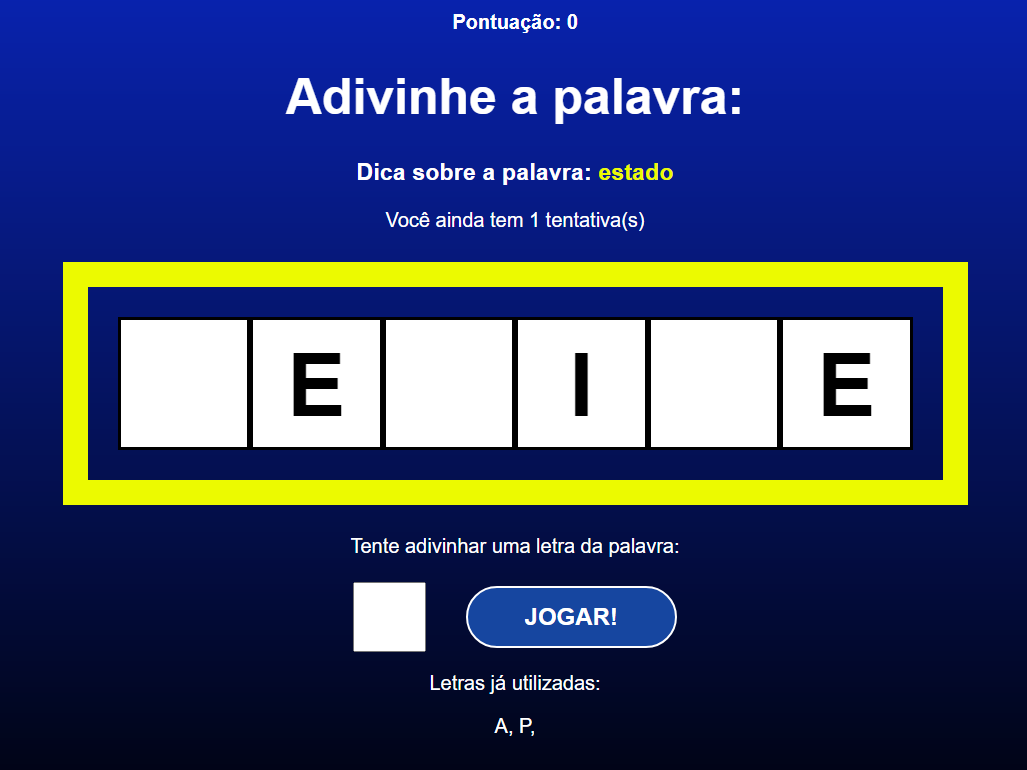 Pontuação: 0
Adivinhe a palavra:
Dica sobre a palavra: estado
Você ainda tem 1 tentativa(s)
E I E
Tente adivinhar uma letra da palavra:
JOGAR!
Letras já utilizadas:
A, P,